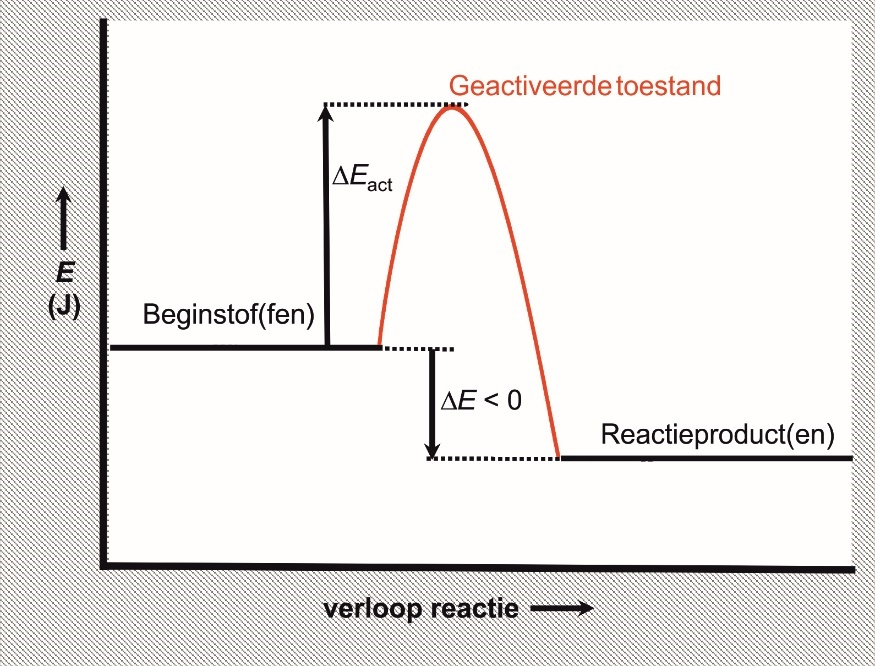 Geactiveerde toestand
ΔEact
E
(J)
Beginstof(fen)
ΔE < 0
Reactieproduct(en)
verloop reactie